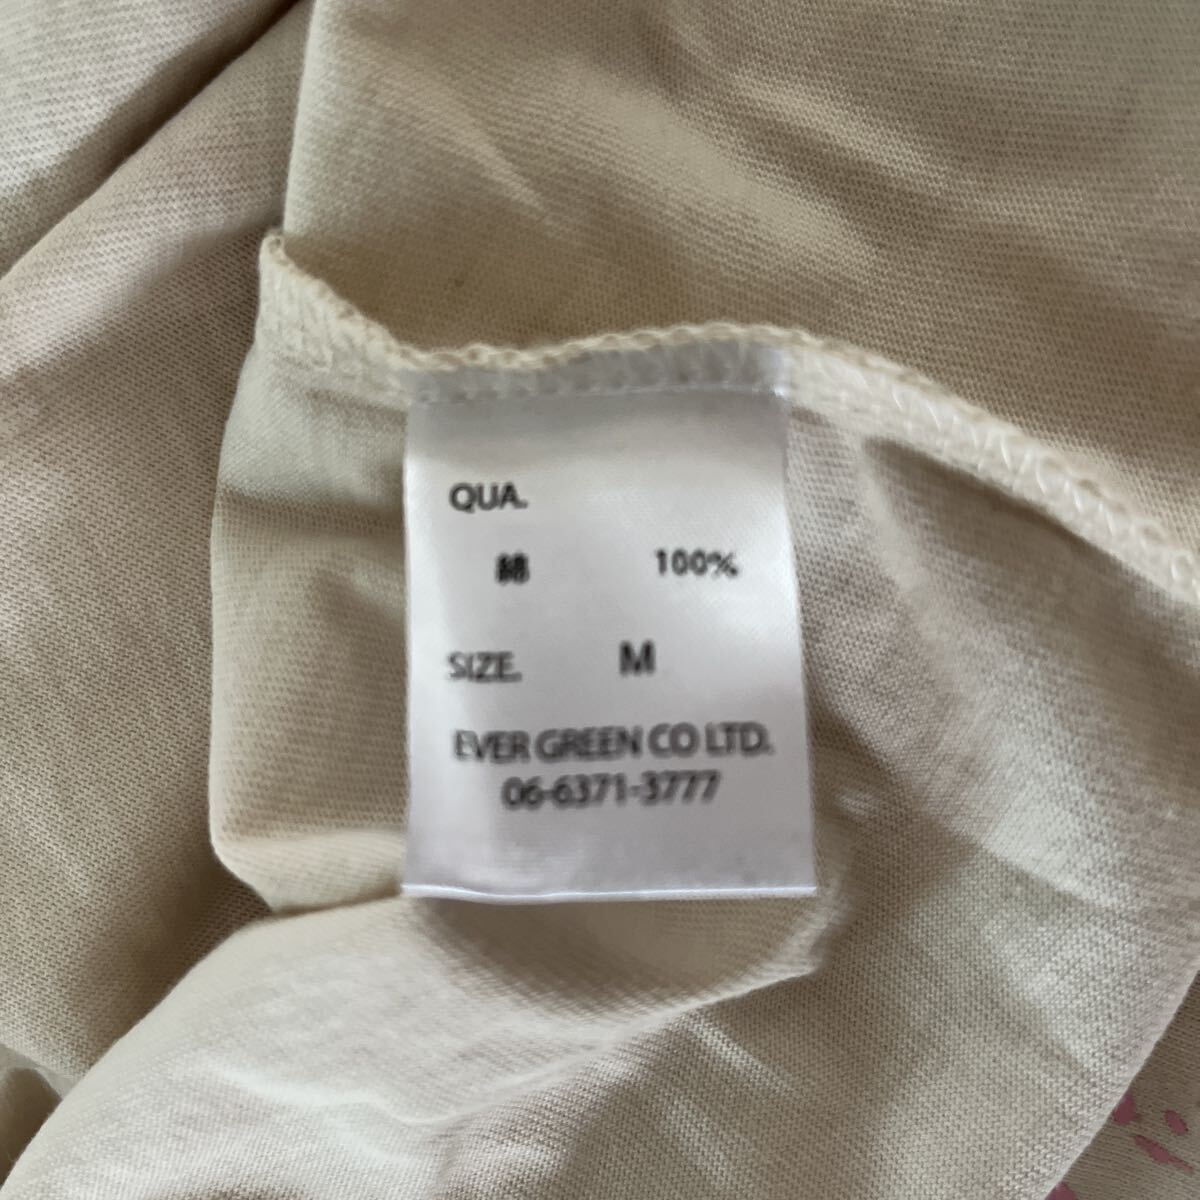 QUA.
綿 100%
SIZE. M
EVER GREEN CO LTD.
06-6371-3777